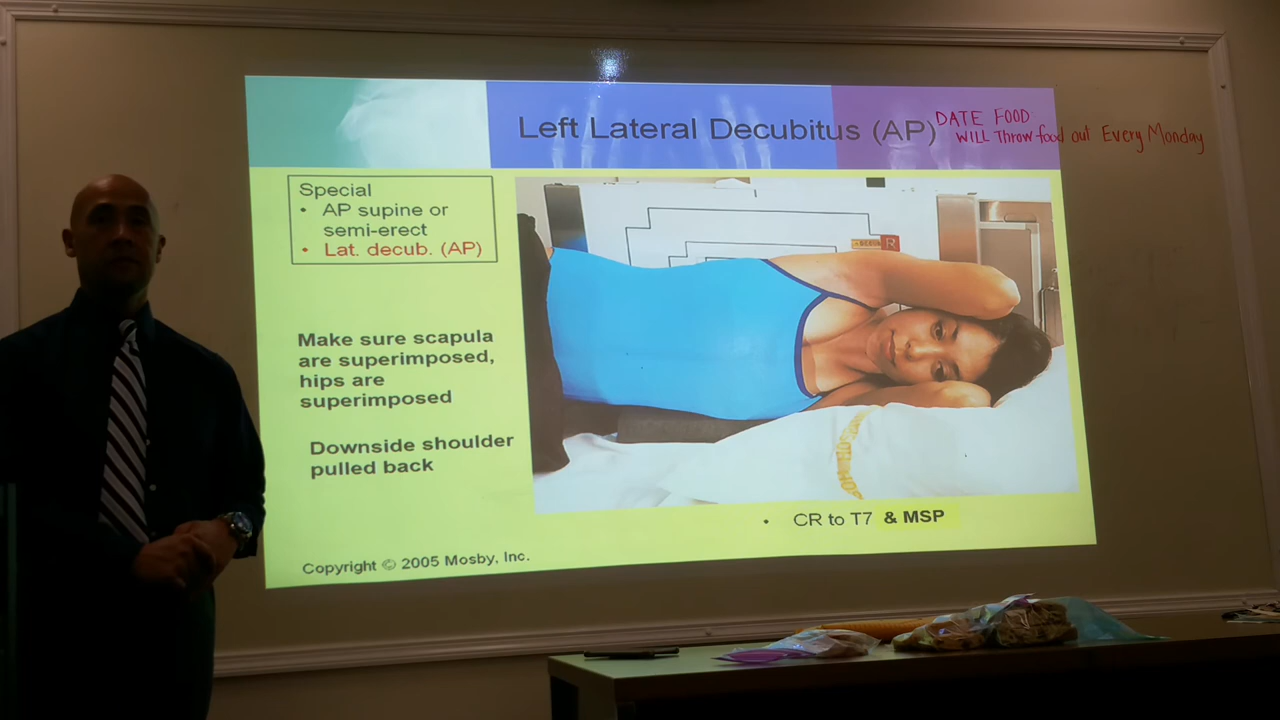 Left Lateral Decubitus (AP)
DATE FOOD
WILL Throw food out Every Monday
Special
• AP supine or
semi-erect
• Lat. decub. (AP)
R
Make sure scapula
are superimposed,
hips are
superimposed
Downside shoulder
pulled back
• CR to T7 & MSP
Copyright © 2005 Mosby, Inc.